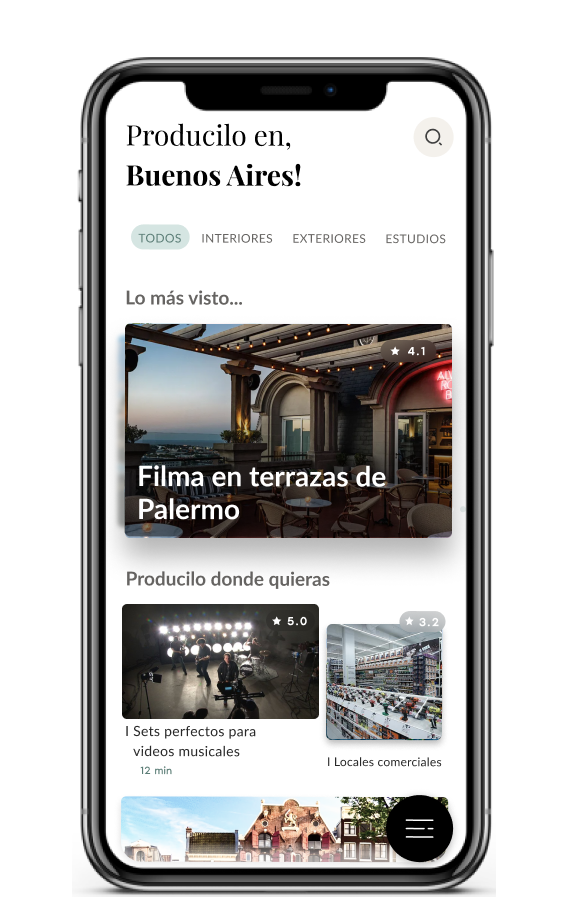 Producilo en,
Buenos Aires!
TODOS INTERIORES EXTERIORES ESTUDIOS
Lo más visto...
★ 4.1
Filma en terrazas de
Palermo
Producilo donde quieras
★ 5.0
★ 3.2
I Sets perfectos para
videos musicales
12 min
I Locales comerciales